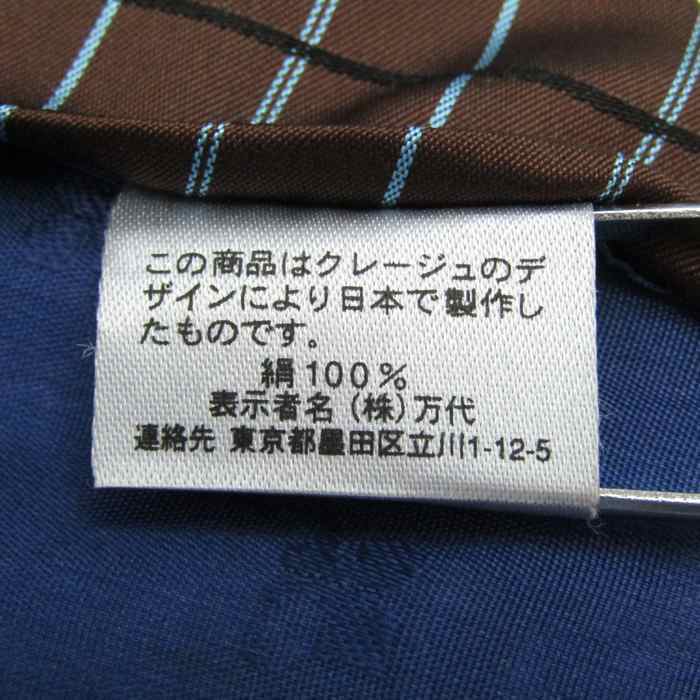 この商品はクレージュのデ
ザインにより日本で製作し
たものです。
絹100%
表示者名（株）万代
連絡先 東京都墨田区立川1-12-5